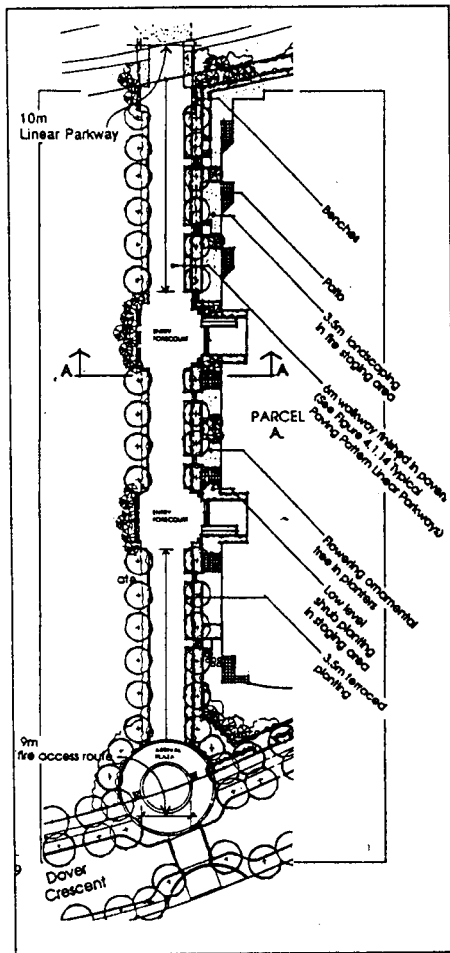 10m
Linear Parkway
Benches
Patio
3.5m landscaping
in fire staging area
ENTRY
FORECOURT
A
A
6m walkway finished in pavers
(See Figure 4.1.14 Typical
Paving Pattern Linear Parkways)
PARCEL
A
ENTRY
FORECOURT
Flowering ornamental
tree in planters
Low level
shrub planting
in staging area
3.5m terraced
planting
9m
fire access route
PLAZA
Dover
Crescent